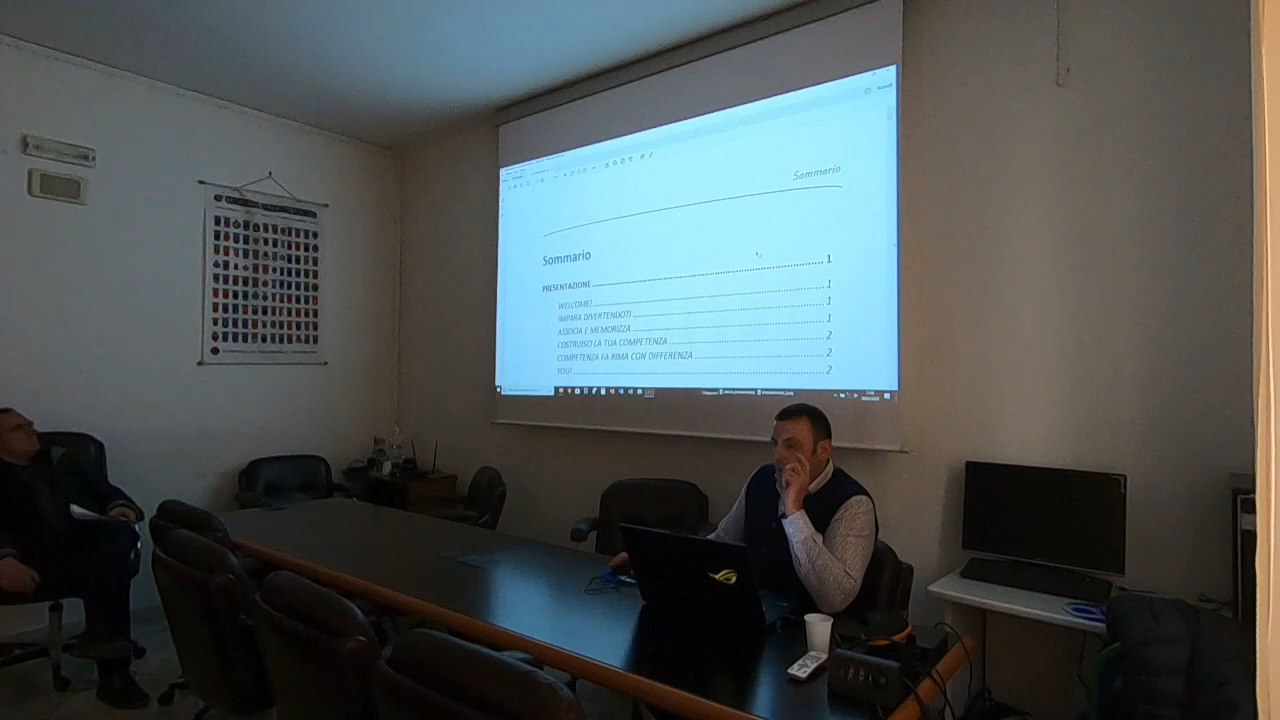 Sommario
Sommario
PRESENTAZIONE 1
WELCOME! 1
IMPARA DIVERTENDOTI 1
ASSOCIA E MEMORIZZA 1
COSTRUISCI LA TUA COMPETENZA 2
COMPETENZA FA RIMA CON DIFFERENZA 2
YOU! 2